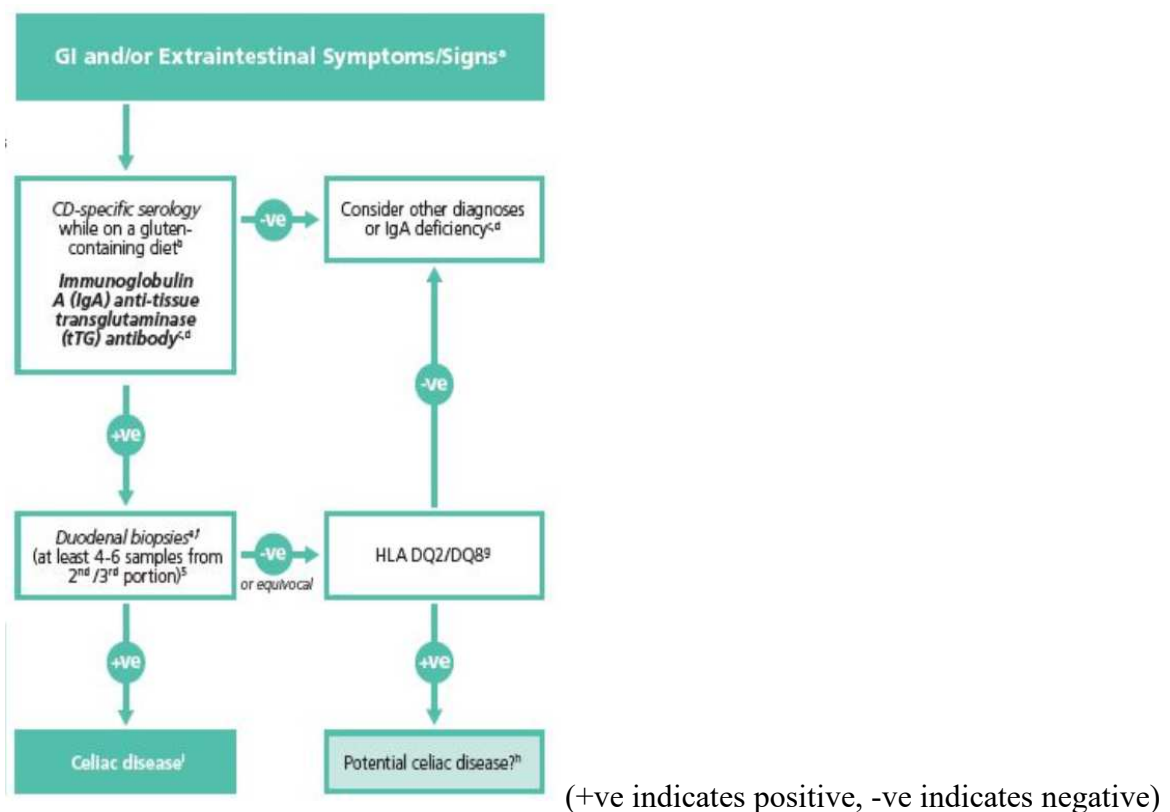 GI and/or Extraintestinal Symptoms/Signsᵃ
CD-specific serology
while on a gluten-
containing dietᵇ
Immunoglobulin
A (IgA) anti-tissue
transglutaminase
(tTG) antibodyᶜ,ᵈ
-ve
Consider other diagnoses
or IgA deficiencyᶜ,ᵈ
-ve
+ve
Duodenal biopsiesᵉ,ᶠ
(at least 4-6 samples from
2ⁿᵈ/3ʳᵈ portion)⁵
-ve
or equivocal
HLA DQ2/DQ8ᵍ
+ve
+ve
Celiac diseaseⁱ
Potential celiac disease?ʰ
(+ve indicates positive, -ve indicates negative)